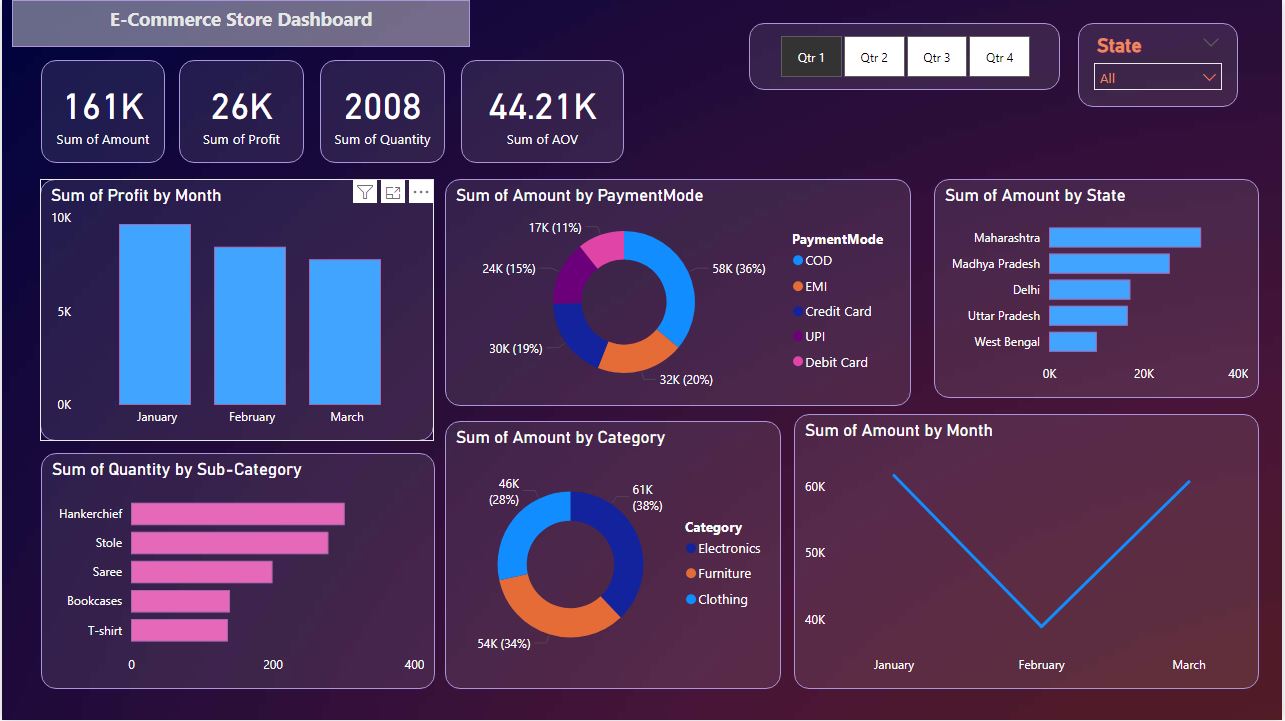 E-Commerce Store Dashboard
Qtr 1
Qtr 2
Qtr 3
Qtr 4
State
All
161K
Sum of Amount
26K
Sum of Profit
2008
Sum of Quantity
44.21K
Sum of AOV
Sum of Profit by Month
10K
5K
0K
January
February
March
Sum of Amount by PaymentMode
17K (11%)
24K (15%)
30K (19%)
58K (36%)
32K (20%)
PaymentMode
COD
EMI
Credit Card
UPI
Debit Card
Sum of Amount by State
Maharashtra
Madhya Pradesh
Delhi
Uttar Pradesh
West Bengal
0K
20K
40K
Sum of Quantity by Sub-Category
Hankerchief
Stole
Saree
Bookcases
T-shirt
0
200
400
Sum of Amount by Category
46K
(28%)
61K
(38%)
54K (34%)
Category
Electronics
Furniture
Clothing
Sum of Amount by Month
60K
50K
40K
January
February
March